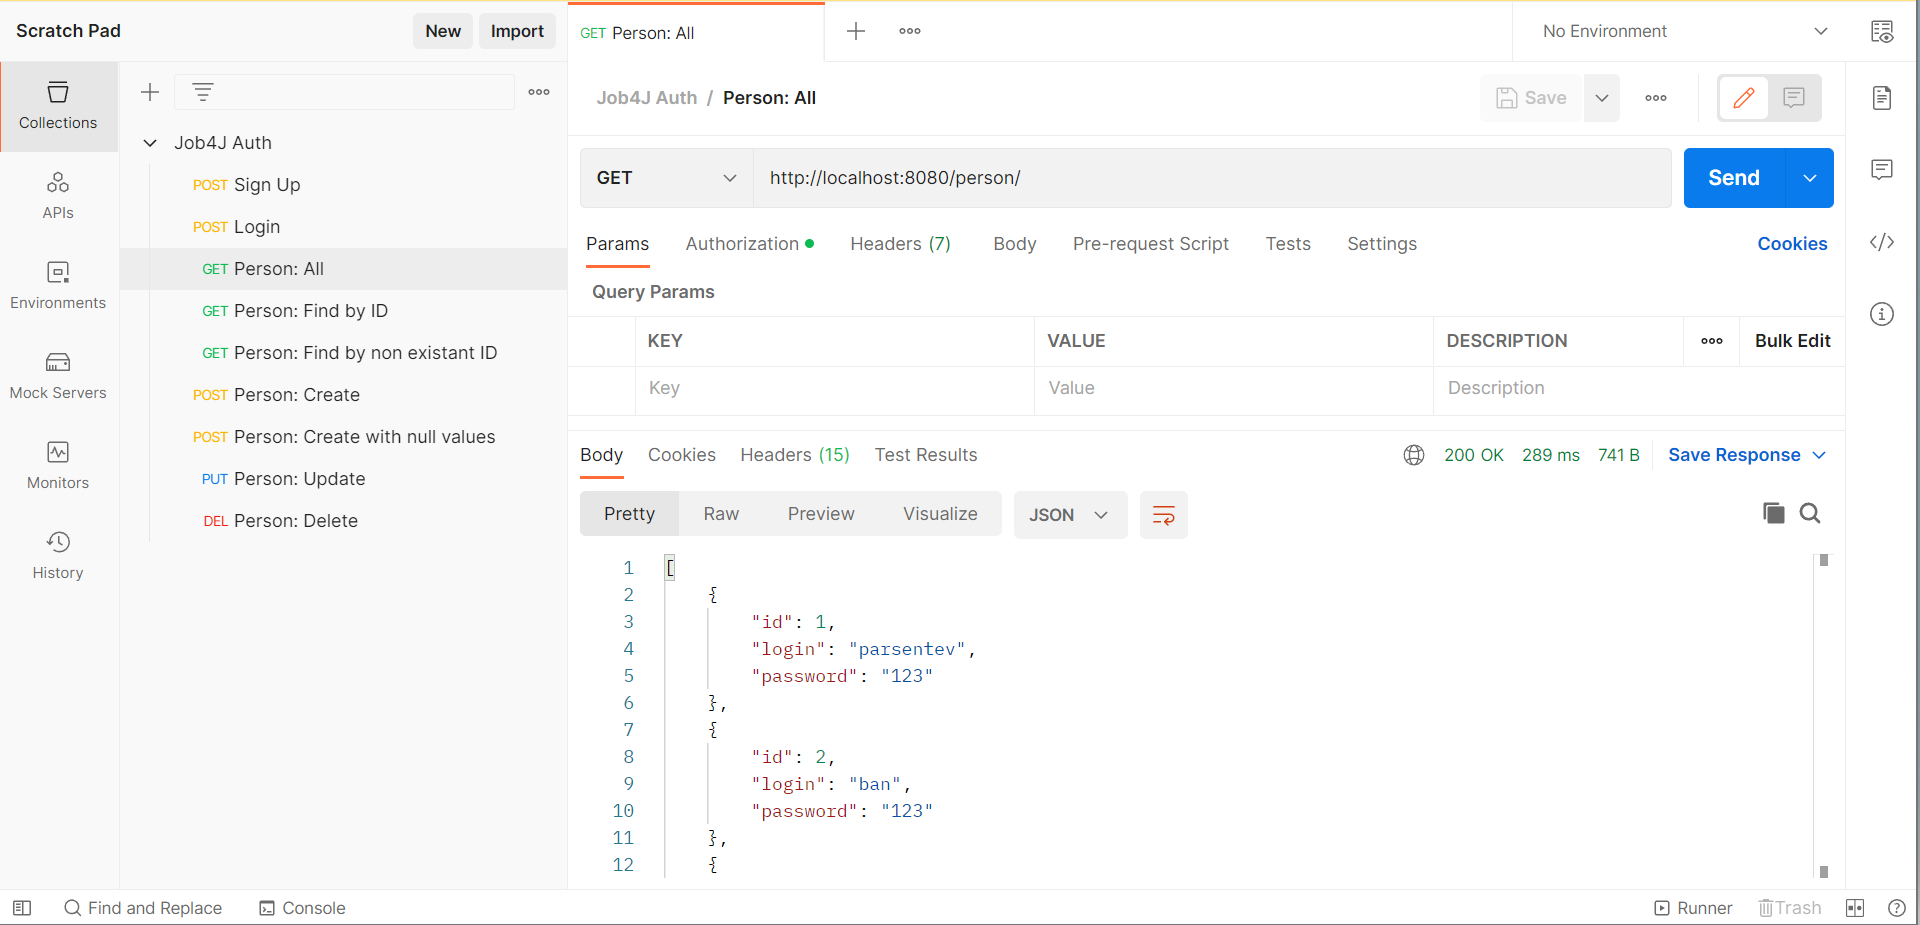 Scratch Pad
New
Import
GET Person: All
No Environment
Collections
APIs
Environments
Mock Servers
Monitors
History
Job4J Auth
POST Sign Up
POST Login
GET Person: All
GET Person: Find by ID
GET Person: Find by non existant ID
POST Person: Create
POST Person: Create with null values
PUT Person: Update
DEL Person: Delete
Job4J Auth / Person: All
Save
GET
http://localhost:8080/person/
Send
Params Authorization Headers (7) Body Pre-request Script Tests Settings Cookies
Query Params
KEY VALUE DESCRIPTION Bulk Edit
Key Value Description
Body Cookies Headers (15) Test Results 200 OK 289 ms 741 B Save Response
Pretty Raw Preview Visualize JSON
1 [
2 {
3 "id": 1,
4 "login": "parsentev",
5 "password": "123"
6 },
7 {
8 "id": 2,
9 "login": "ban",
10 "password": "123"
11 },
12 {
Find and Replace Console Runner Trash